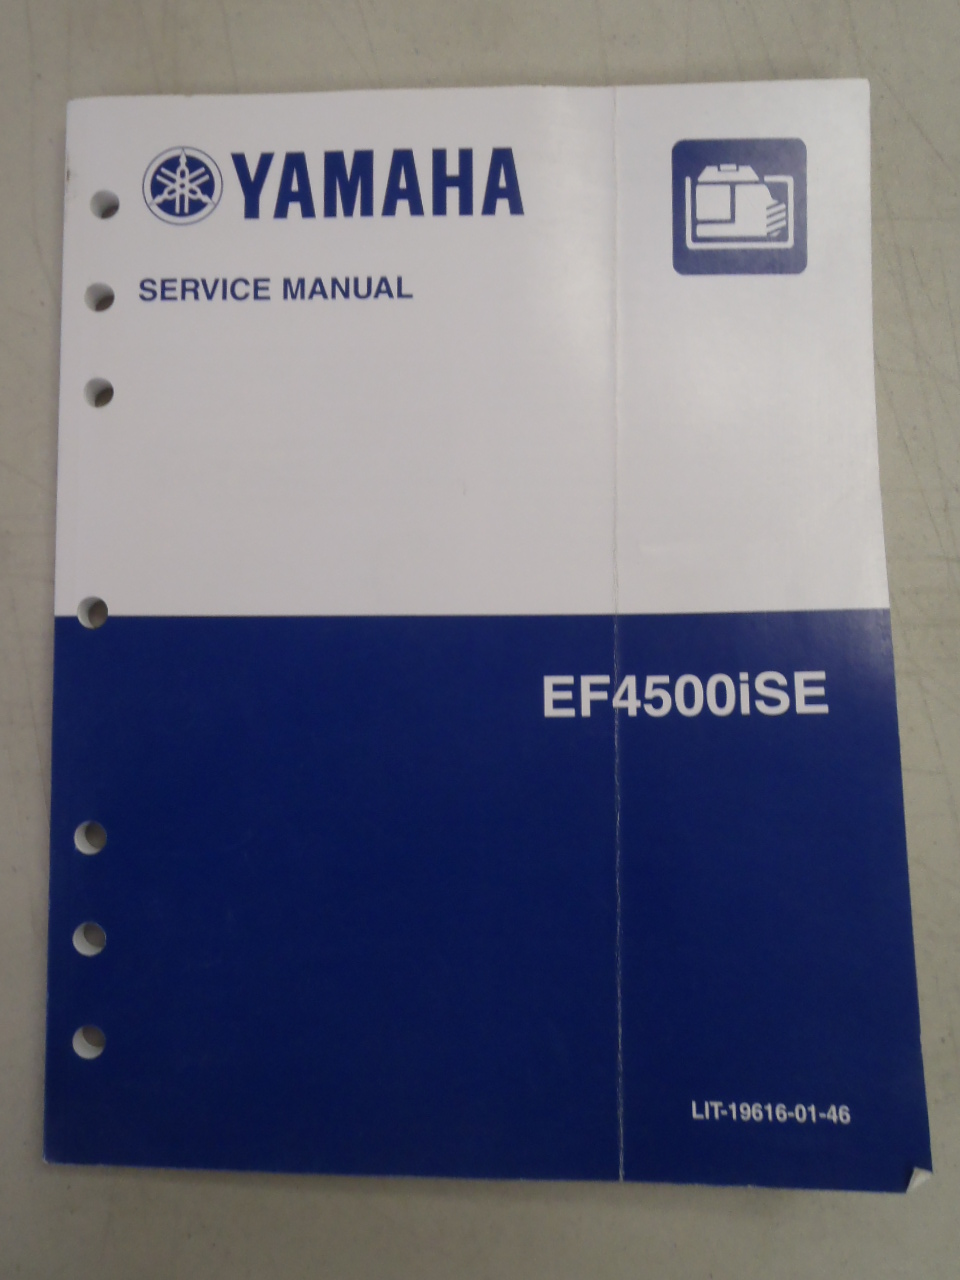 YAMAHA
SERVICE MANUAL
EF4500iSE
LIT-19616-01-46